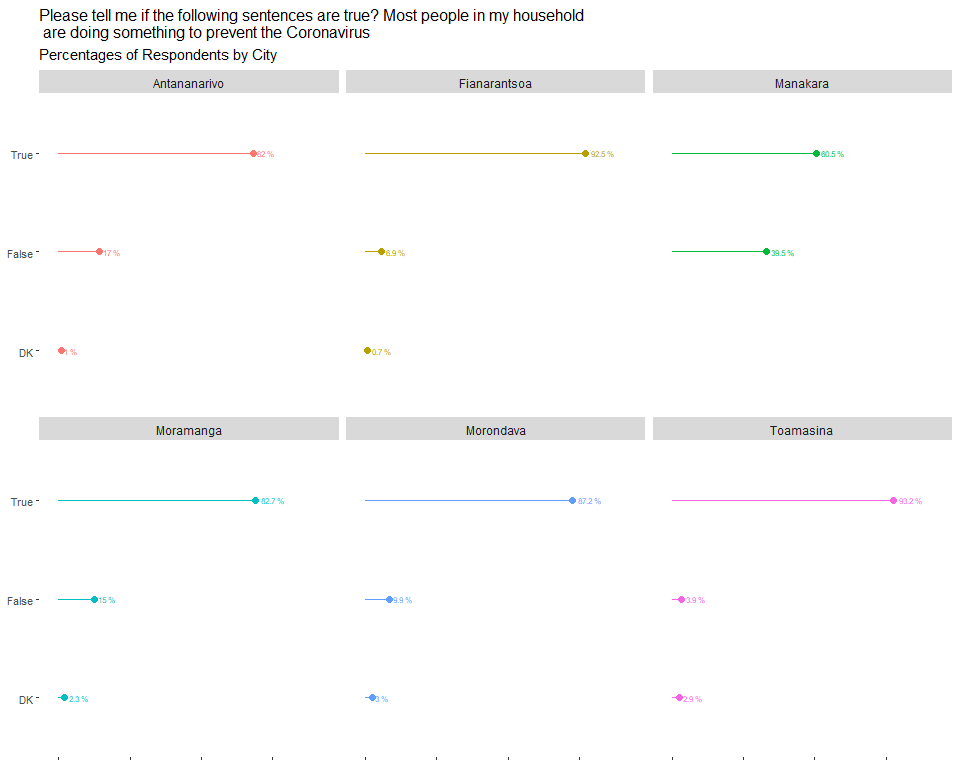 Please tell me if the following sentences are true? Most people in my household
are doing something to prevent the Coronavirus
Percentages of Respondents by City
Antananarivo
Fianarantsoa
Manakara
True
82 %
92.5 %
60.5 %
False
17 %
6.9 %
39.5 %
DK
1 %
0.7 %
Moramanga
Morondava
Toamasina
True
82.7 %
87.2 %
93.2 %
False
15 %
9.9 %
3.9 %
DK
2.3 %
3 %
2.9 %